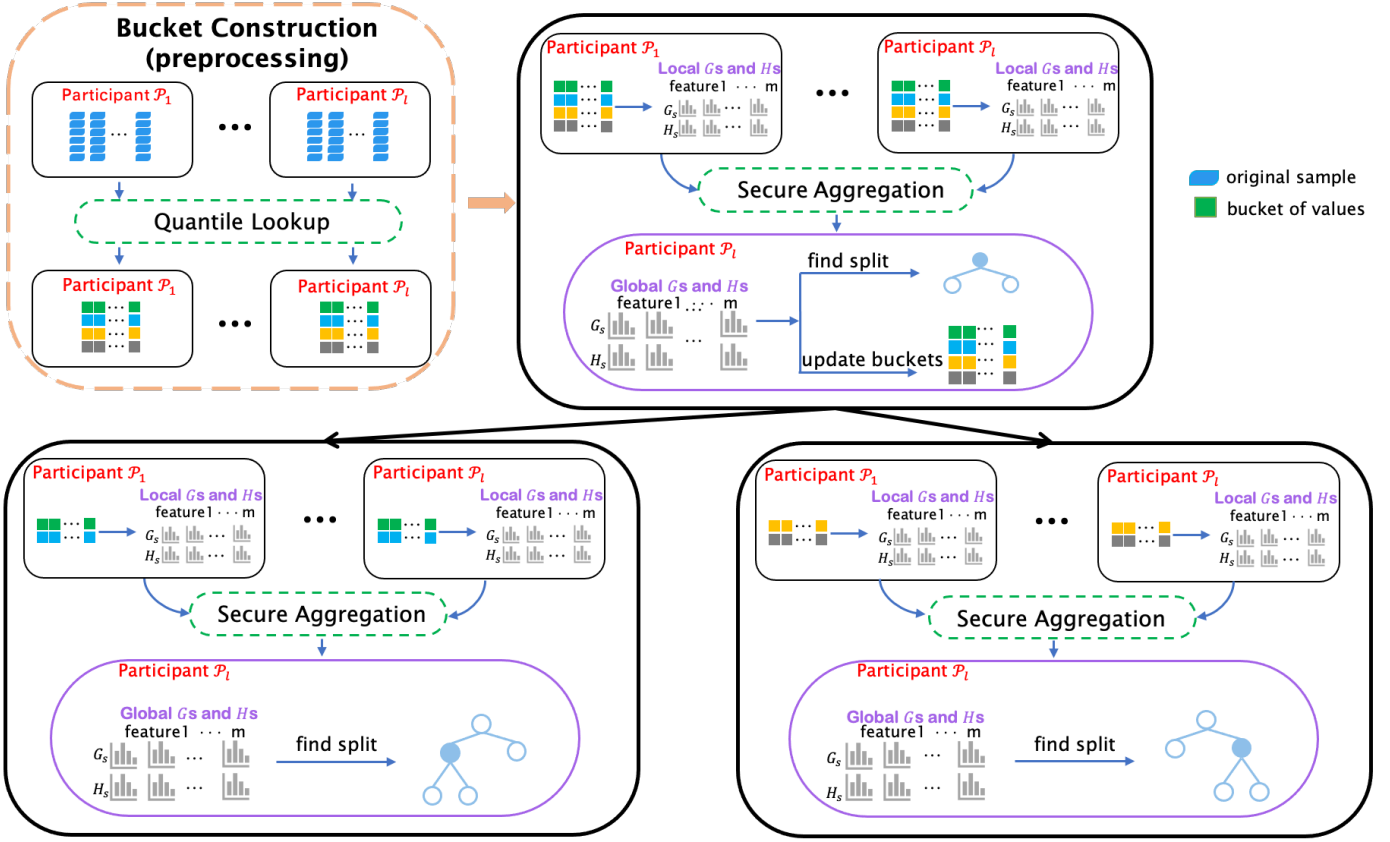 Bucket Construction
(preprocessing)
Participant 𝒫₁
Participant 𝒫ₗ
...
...
...
Quantile Lookup
Participant 𝒫₁
Participant 𝒫ₗ
...
Participant 𝒫₁
Local Gs and Hs
feature1 ··· m
Gₛ
Hₛ
...
Participant 𝒫ₗ
Local Gs and Hs
feature1 ··· m
Gₛ
Hₛ
Secure Aggregation
Participant 𝒫ₗ
Global Gs and Hs
feature1 ··· m
Gₛ
Hₛ
find split
update buckets
original sample
bucket of values
Participant 𝒫₁
Local Gs and Hs
feature1 ··· m
Gₛ
Hₛ
...
Participant 𝒫ₗ
Local Gs and Hs
feature1 ··· m
Gₛ
Hₛ
Secure Aggregation
Participant 𝒫ₗ
Global Gs and Hs
feature1 ··· m
Gₛ
Hₛ
find split
Participant 𝒫₁
Local Gs and Hs
feature1 ··· m
Gₛ
Hₛ
...
Participant 𝒫ₗ
Local Gs and Hs
feature1 ··· m
Gₛ
Hₛ
Secure Aggregation
Participant 𝒫ₗ
Global Gs and Hs
feature1 ··· m
Gₛ
Hₛ
find split